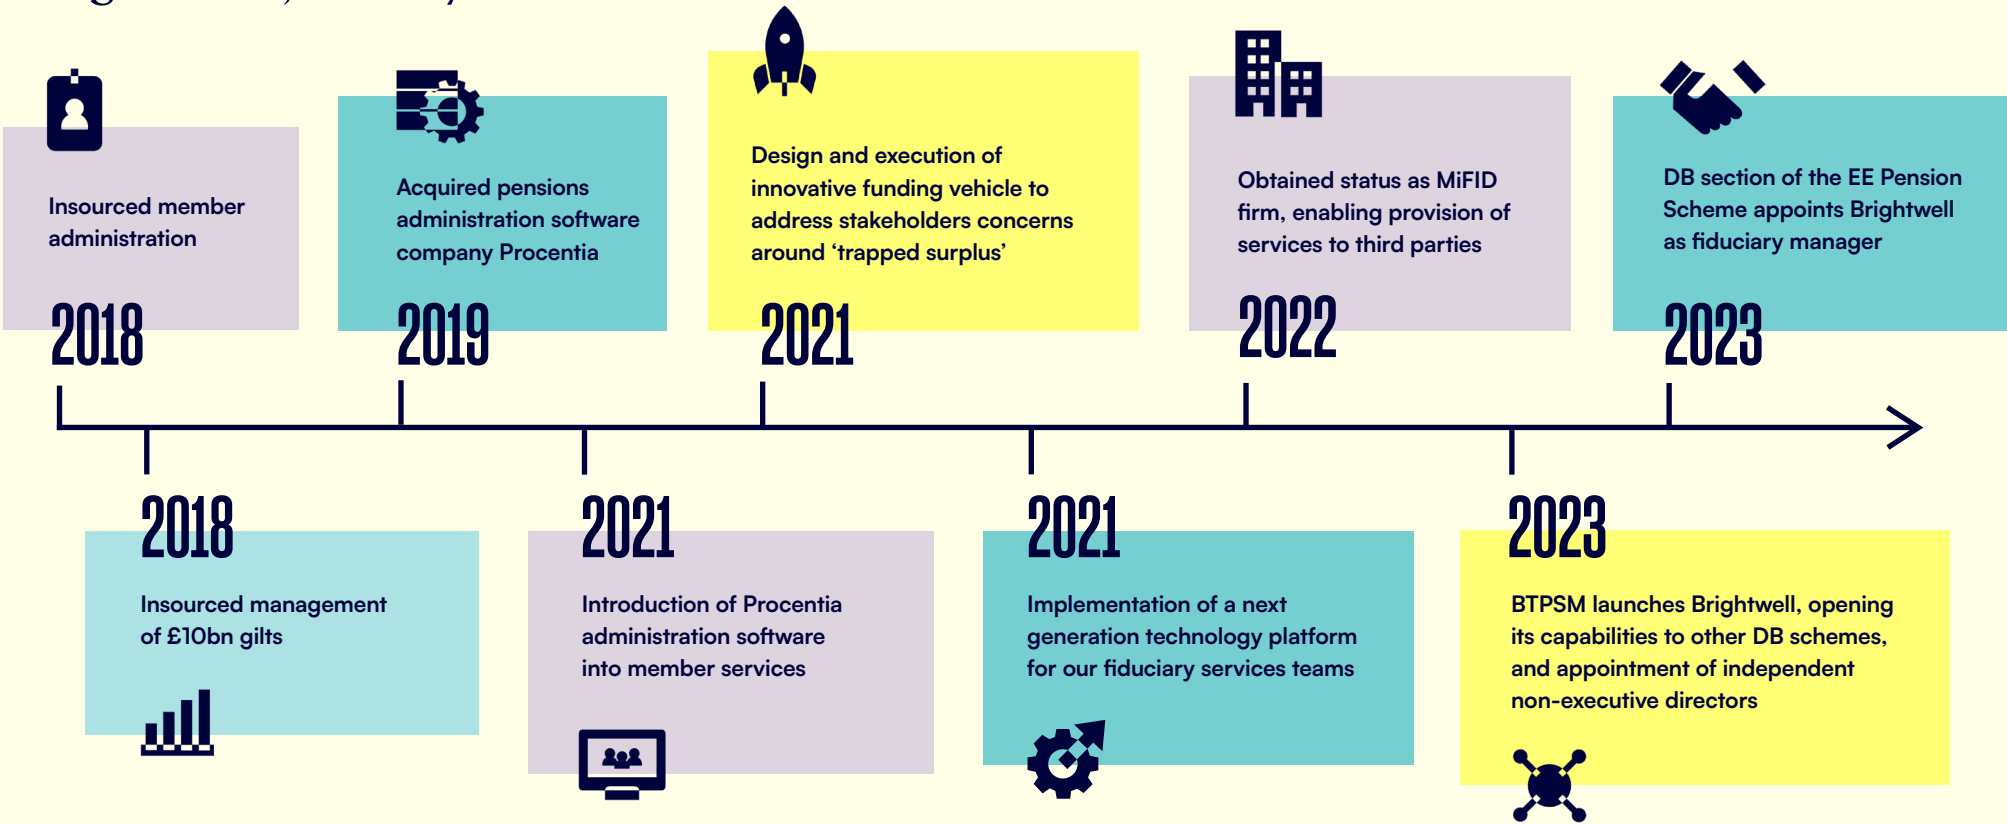 Insourced member
administration
2018
2018
Insourced management
of £10bn gilts
Acquired pensions
administration software
company Procentia
2019
2021
Introduction of Procentia
administration software
into member services
Design and execution of
innovative funding vehicle to
address stakeholders concerns
around ‘trapped surplus’
2021
2021
Implementation of a next
generation technology platform
for our fiduciary services teams
Obtained status as MiFID
firm, enabling provision of
services to third parties
2022
2023
BTPSM launches Brightwell, opening
its capabilities to other DB schemes,
and appointment of independent
non-executive directors
DB section of the EE Pension
Scheme appoints Brightwell
as fiduciary manager
2023